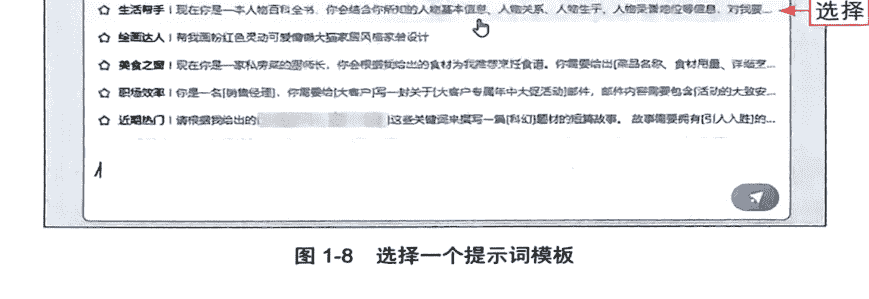 生活帮手 | 现在你是一本人物百科全书，你会结合你所知的人物基本信息、人物关系、人物生平、人物荣誉地位等信息，对我要...
选择
绘画达人 | 帮我画粉红色灵动可爱慵懒大猫家居风格家装设计
美食之窗 | 现在你是一家私房菜的厨师长，你会根据我给出的食材为我推荐烹饪食谱。你需要给出[菜品名称、食材用量、详细烹...
职场效率 | 你是一名[销售经理]，你需要给[大客户]写一封关于[大客户专属年中大促活动]邮件，邮件内容需要包含[活动的大致安...
近期热门 | 请根据我给出的[ ]这些关键词来撰写一篇[科幻]题材的短篇故事。 故事需要拥有[引人入胜]的...
/
图 1-8 选择一个提示词模板